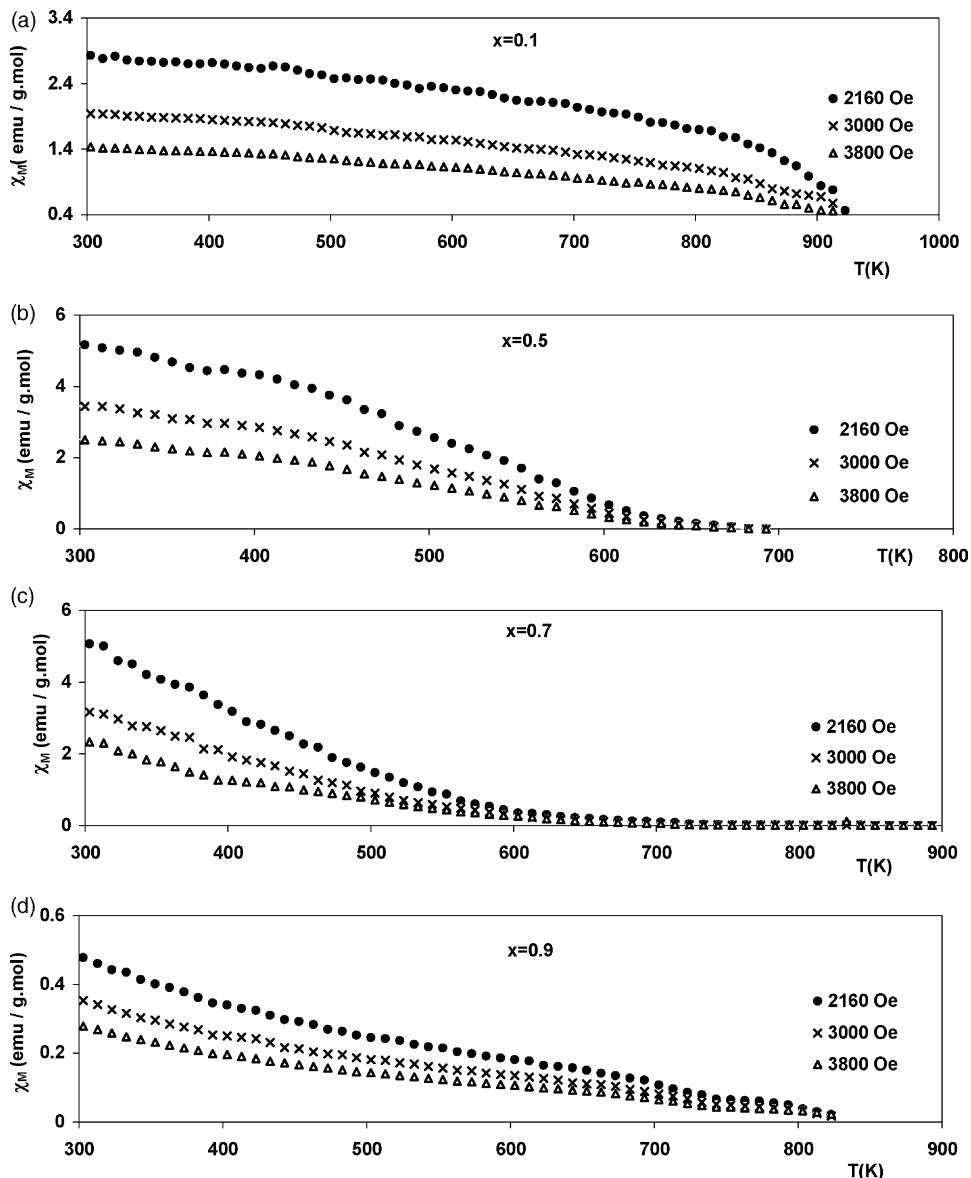 (a)
3.4
2.4
1.4
0.4
χM( emu / g.mol)
x=0.1
2160 Oe
3000 Oe
3800 Oe
300 400 500 600 700 800 900 1000
T(K)
(b)
6
4
2
0
χM (emu / g.mol)
x=0.5
2160 Oe
3000 Oe
3800 Oe
300 400 500 600 700 T(K) 800
(c)
6
4
2
0
χM (emu / g.mol)
x=0.7
2160 Oe
3000 Oe
3800 Oe
300 400 500 600 700 800 900
T(K)
(d)
0.6
0.4
0.2
0
χM (emu / g.mol)
x=0.9
2160 Oe
3000 Oe
3800 Oe
300 400 500 600 700 800 900
T(K)